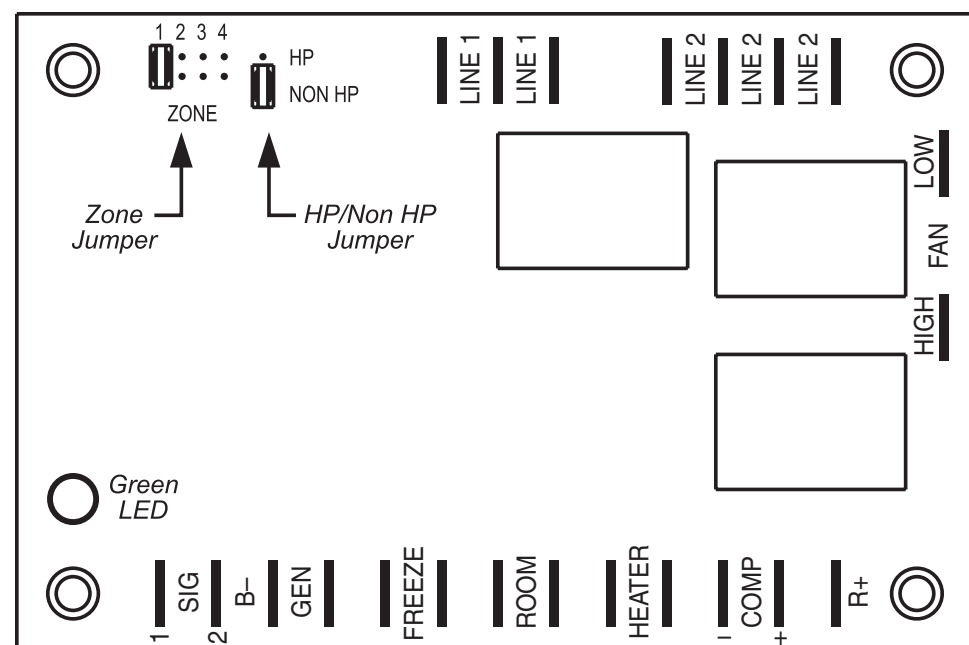 1 2 3 4
HP
NON HP
ZONE
Zone
Jumper
HP/Non HP
Jumper
LINE 1
LINE 1
LINE 2
LINE 2
LINE 2
LOW
FAN
HIGH
Green
LED
1
SIG
2
B–
GEN
FREEZE
ROOM
HEATER
–
COMP
+
R+